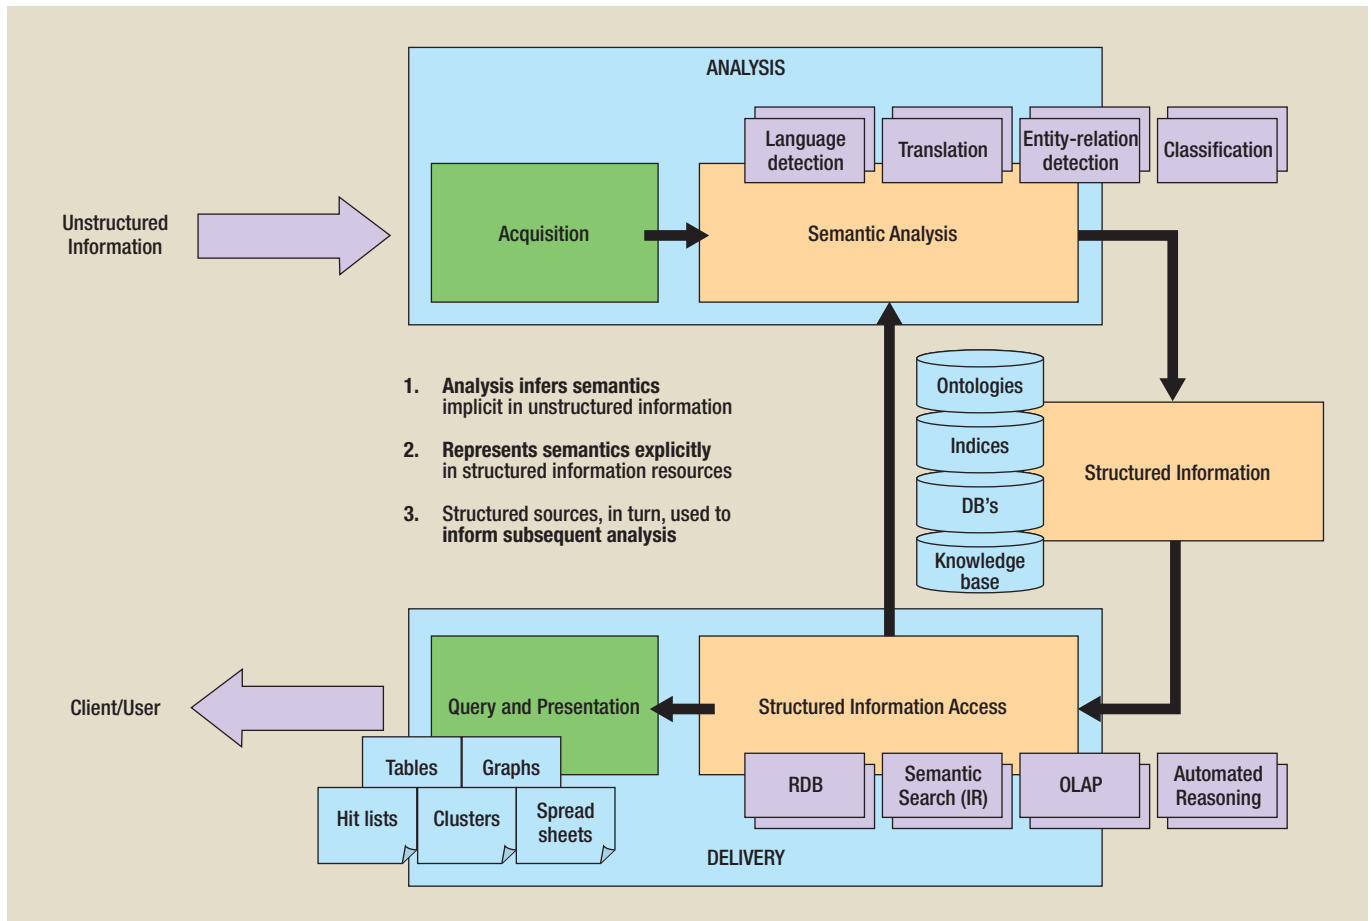 ANALYSIS
Language
detection
Translation
Entity-relation
detection
Classification
Unstructured
Information
Acquisition
Semantic Analysis
1. Analysis infers semantics
implicit in unstructured information
2. Represents semantics explicitly
in structured information resources
3. Structured sources, in turn, used to
inform subsequent analysis
Ontologies
Indices
DB's
Knowledge
base
Structured Information
Client/User
Query and Presentation
Structured Information Access
Tables
Graphs
Hit lists
Clusters
Spread
sheets
RDB
Semantic
Search (IR)
OLAP
Automated
Reasoning
DELIVERY